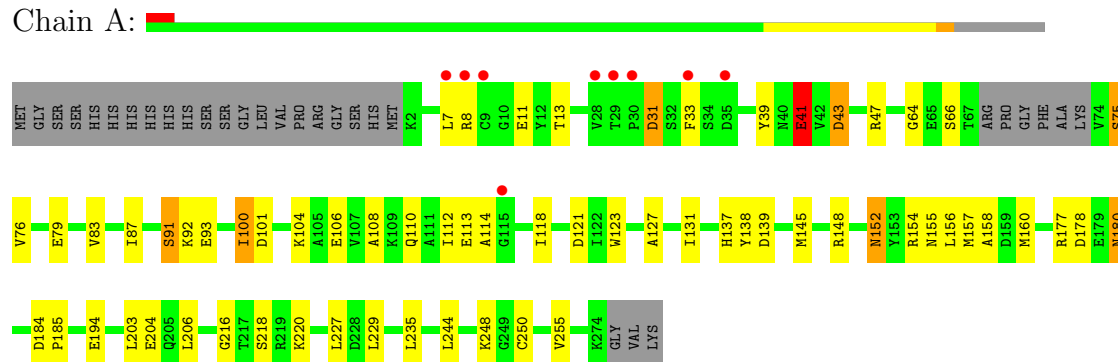 Chain A:
MET GLY SER SER HIS HIS HIS HIS HIS HIS SER SER GLY LEU VAL PRO ARG GLY SER HIS MET K2 L7 R8 C9 G10 E11 Y12 T13 V28 T29 P30 D31 S32 F33 S34 D35 Y39 N40 E41 V42 D43 R47 G64 E65 S66 T67 ARG PRO GLY PHE ALA LYS V74 S75
V76 E79 V83 I87 S91 K92 E93 I100 D101 K104 A105 E106 V107 A108 K109 Q110 A111 I112 E113 A114 G115 I118 D121 I122 W123 A127 I131 H137 Y138 D139 M145 R148 N152 Y153 R154 N155 L156 M157 A158 D159 M160 R177 D178 E179
D184 P185 E194 L203 E204 Q205 L206 G216 T217 S218 R219 K220 L227 D228 L229 L235 L244 K248 G249 C250 V255 K274 GLY VAL LYS